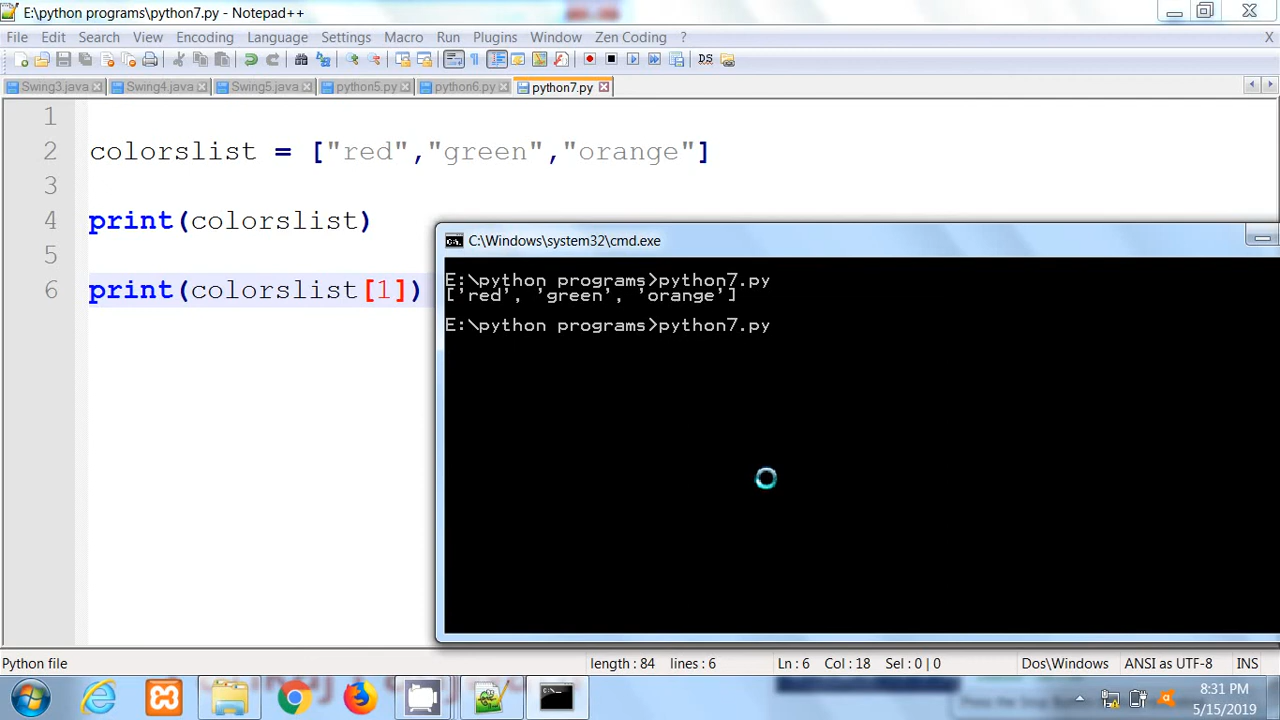 E:\python programs\python7.py - Notepad++
File Edit Search View Encoding Language Settings Macro Run Plugins Window Zen Coding ? X
Swing3.java Swing4.java Swing5.java python5.py python6.py python7.py
1
2 colorslist = ["red","green","orange"]
3
4 print(colorslist)
5
6 print(colorslist[1])
C:\Windows\system32\cmd.exe
E:\python programs>python7.py
['red', 'green', 'orange']
E:\python programs>python7.py
Python file length : 84 lines : 6 Ln : 6 Col : 18 Sel : 0 | 0 Dos\Windows ANSI as UTF-8 INS
8:31 PM
5/15/2019